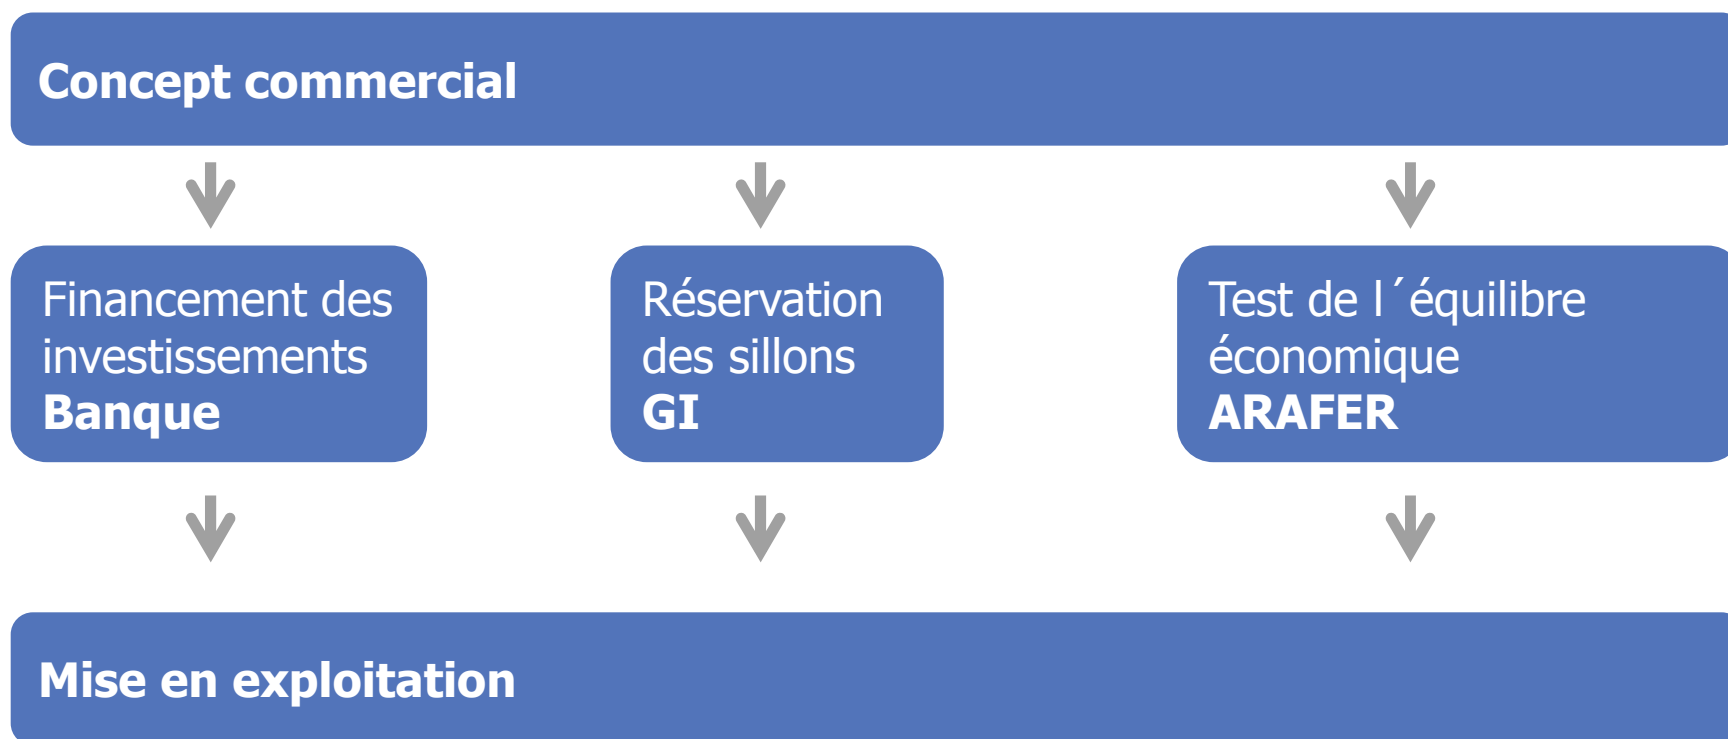 Concept commercial
Financement des
investissements
Banque
Réservation
des sillons
GI
Test de l´équilibre
économique
ARAFER
Mise en exploitation